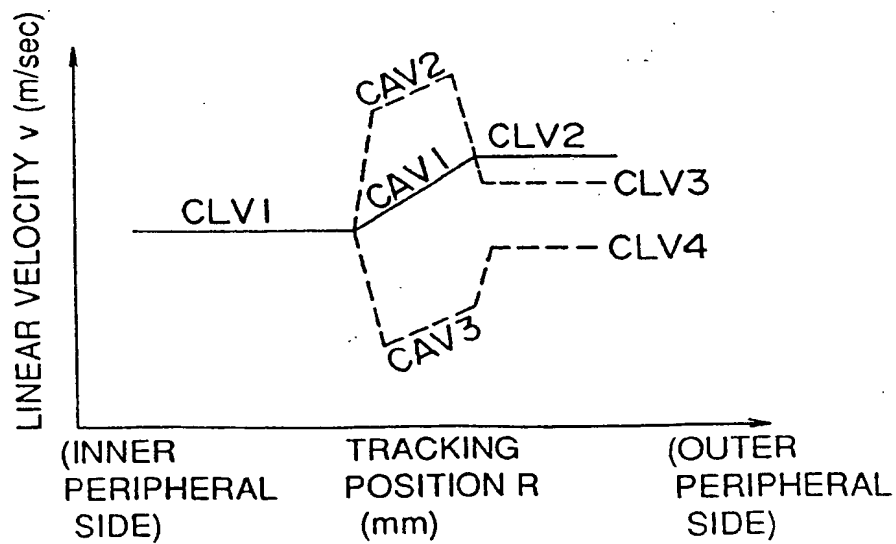 LINEAR VELOCITY v (m/sec)
CAV2
CLV2
CAV1
CLV3
CLV1
CLV4
CAV3
(INNER
PERIPHERAL
SIDE)
TRACKING
POSITION R
(mm)
(OUTER
PERIPHERAL
SIDE)